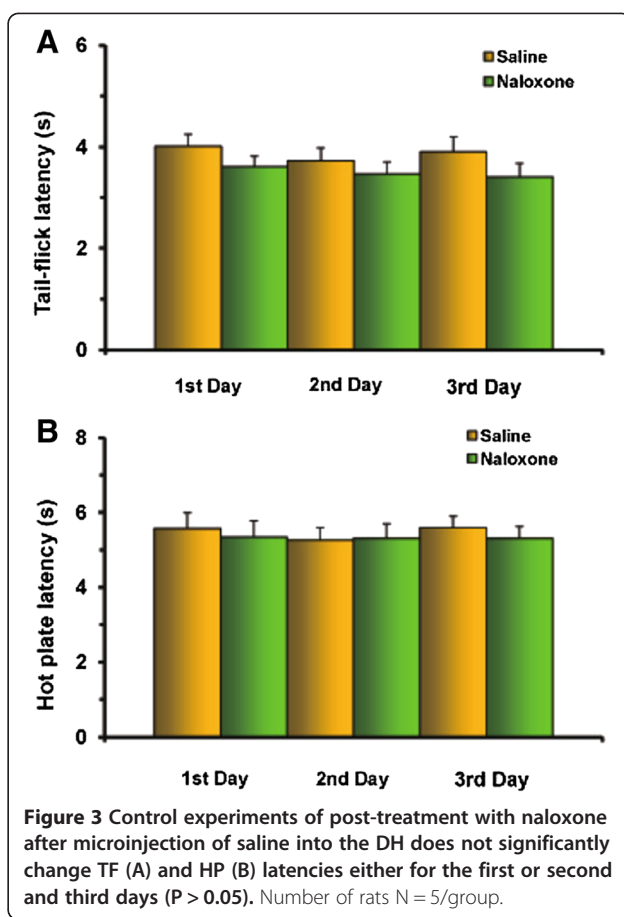 A
Tail-flick latency (s)
6
4
2
0
Saline
Naloxone
1st Day 2nd Day 3rd Day
B
Hot plate latency (s)
8
6
4
2
0
Saline
Naloxone
1st Day 2nd Day 3rd Day
Figure 3 Control experiments of post-treatment with naloxone
after microinjection of saline into the DH does not significantly
change TF (A) and HP (B) latencies either for the first or second
and third days (P > 0.05). Number of rats N = 5/group.